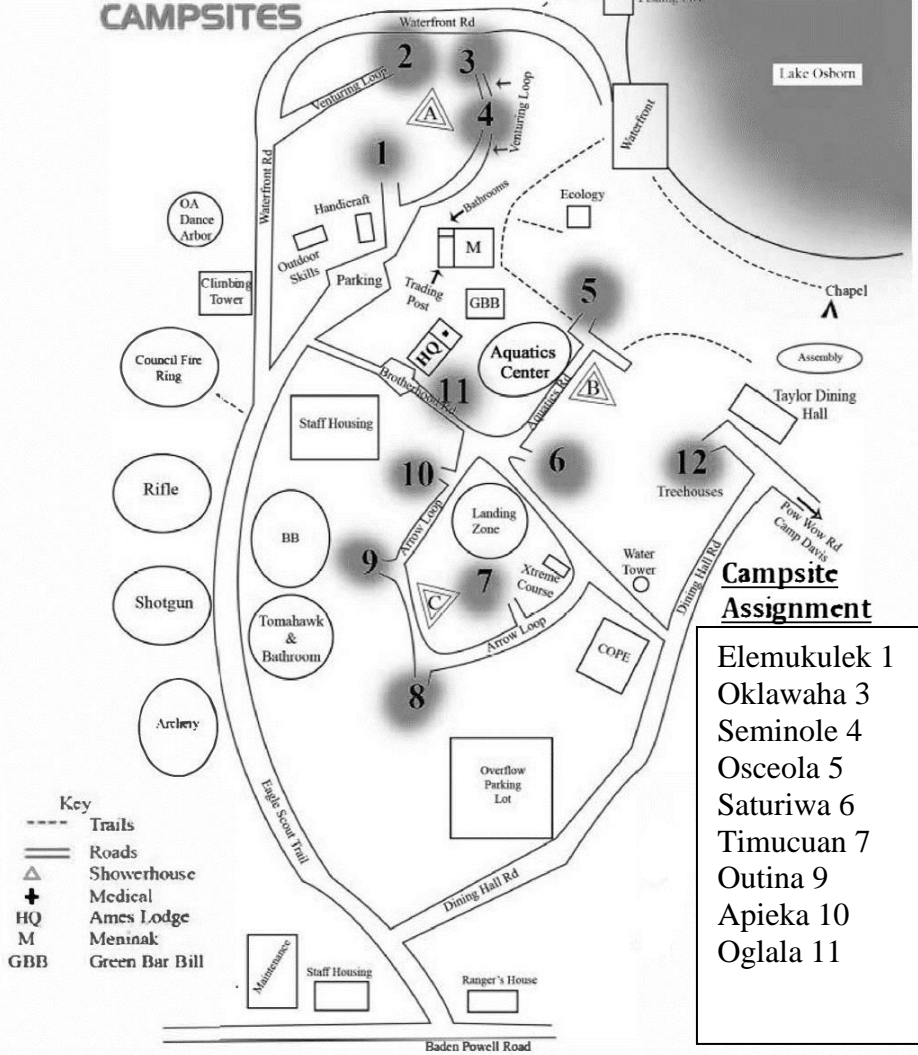 CAMPSITES
Waterfront Rd
Lake Osborn
2
3
Venturing Loop
A
4
Venturing Loop
Waterfront
1
Waterfront Rd
Bathrooms
Ecology
OA
Dance
Arbor
Handicraft
Outdoor
Skills
M
Climbing
Tower
Parking
Trading
Post
GBB
5
Chapel
HQ
Aquatics
Center
Council Fire
Ring
Assembly
Brotherhood Rd
11
Aquatics Rd
B
Taylor Dining
Hall
Staff Housing
10
6
12
Treehouses
Rifle
Arrow Loop
Landing
Zone
Pow Wow Rd
Camp Davis
BB
9
7
Xtreme
Course
Water
Tower
Dining Hall Rd
C
Shotgun
Tomahawk
&
Bathroom
Arrow Loop
COPE
8
Archery
Overflow
Parking
Lot
Eagle Scout Trail
Dining Hall Rd
Campsite
Assignment
Elemukulek 1
Oklawaha 3
Seminole 4
Osceola 5
Saturiwa 6
Timucuan 7
Outina 9
Apieka 10
Oglala 11
Key
Trails
Roads
Showerhouse
Medical
HQ Ames Lodge
M Meninak
GBB Green Bar Bill
Maintenance
Staff Housing
Ranger's House
Baden Powell Road